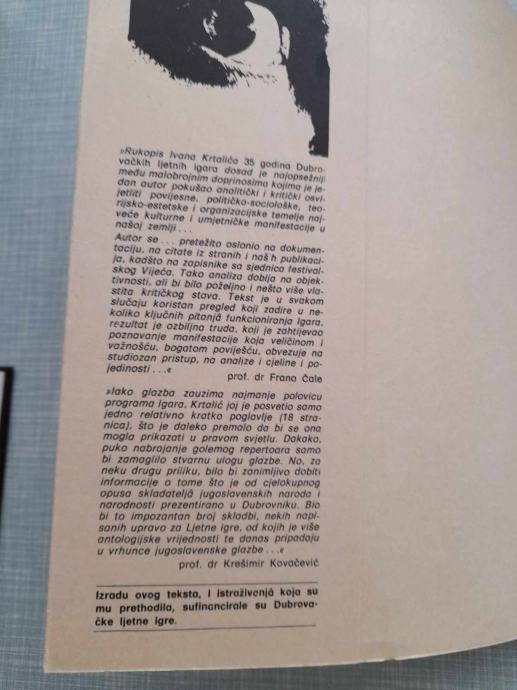 »Rukopis Ivana Krtalića 35 godina Dubro-
vačkih ljetnih igara dosad je najopsežniji
među malobrojnim doprinosima kojima je je-
dan autor pokušao analitički i kritički osvi-
jetliti povijesne, političko-sociološke, teo-
rijsko-estetske i organizacijske temelje naj-
veće kulturne i umjetničke manifestacije u
našoj zemlji...
Autor se... pretežito oslonio na dokumen-
taciju, na citate iz stranih i naš h publikaci-
ja, kadšto na zapisnike sa sjednica festival-
skog Vijeća. Tako analiza dobija na objek-
tivnosti, ali bi bilo poželjno i nešto više vla-
stita kritičkog stava. Tekst je u svakom
slučaju koristan pregled koji zadire u ne-
koliko ključnih pitanja funkcioniranja Igara,
rezultat je ozbiljna truda, koji je zahtijevao
poznavanje manifestacije koja veličinom i
važnošću, bogatom poviješću, obvezuje na
studiozan pristup, na analize i cjeline i po-
jedinosti...«
prof. dr Frano Čale
»Iako glazba zauzima najmanje polovicu
programa Igara, Krtalić joj je posvetio samo
jedno relativno kratko poglavlje (18 stra-
nica), što je daleko premalo da bi se ona
mogla prikazati u pravom svjetlu. Dakako,
puko nabrajanje golemog repertoara samo
bi zamaglilo stvarnu ulogu glazbe. No, za
neku drugu priliku, bilo bi zanimljivo dobiti
informacije o tome što je od cjelokupnog
opusa skladateljâ jugoslavenskih naroda i
narodnosti prezentirano u Dubrovniku. Bio
bi to impozantan broj skladbi, nekih napi-
sanih upravo za Ljetne igre, od kojih je više
antologijske vrijednosti te danas pripadaju
u vrhunce jugoslavenske glazbe...«
prof. dr Krešimir Kovačević
Izradu ovog teksta, i istraživanja koja su
mu prethodila, sufinancirale su Dubrova-
čke ljetne igre.